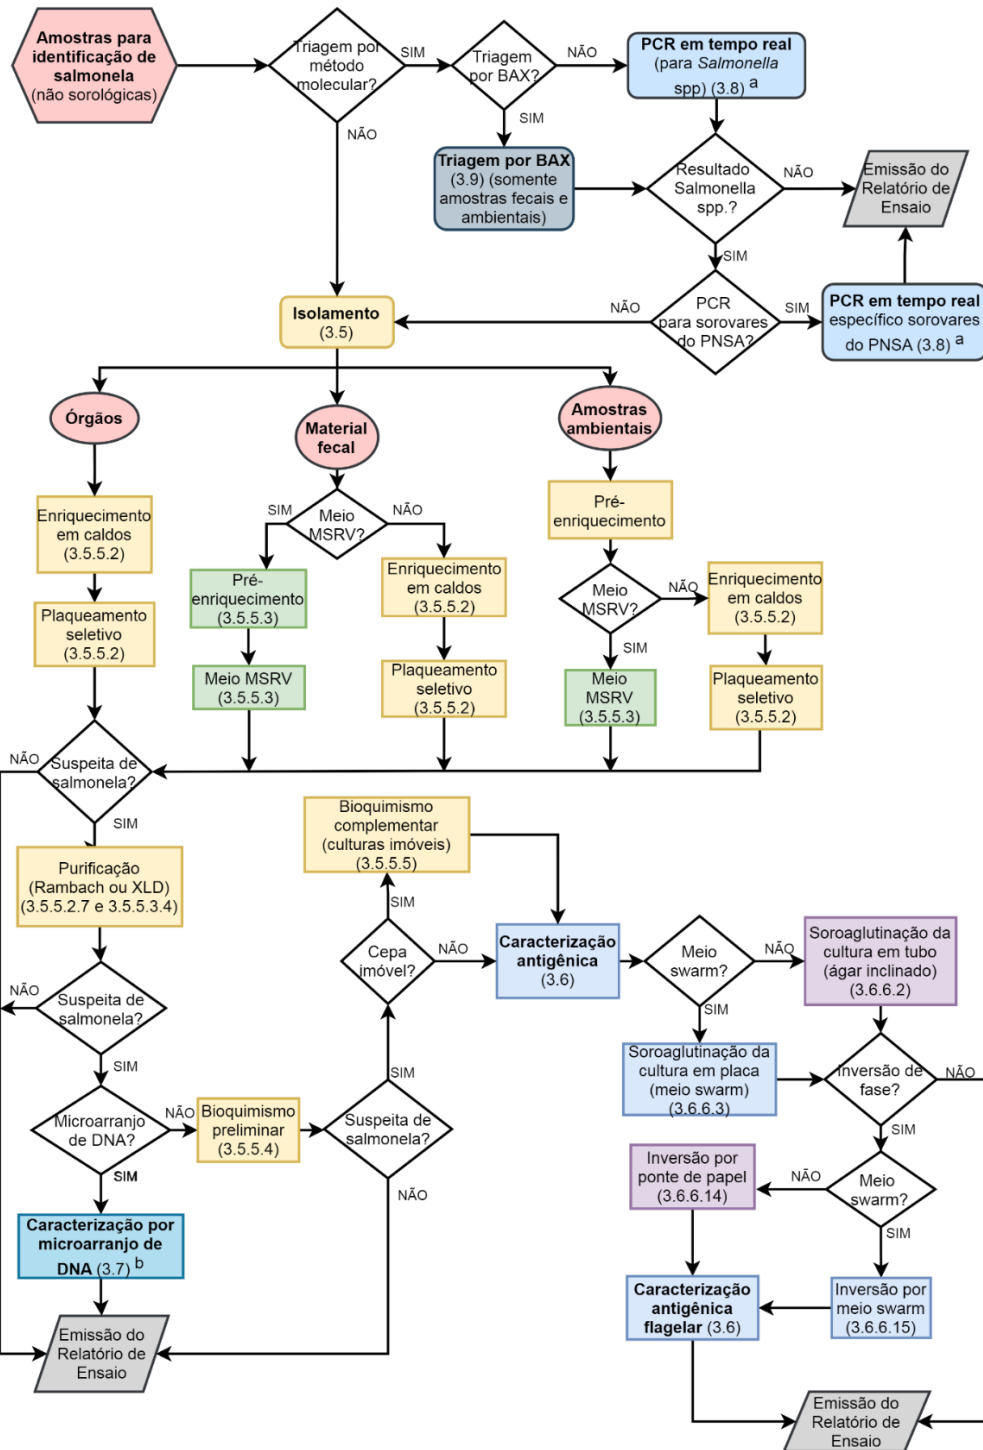 Amostras para
identificação de
salmonela
(não sorológicas)
Triagem por
método
molecular?
SIM
NÃO
Triagem
por BAX?
NÃO
SIM
PCR em tempo real
(para Salmonella
spp) (3.8) a
Triagem por BAX
(3.9) (somente
amostras fecais e
ambientais)
Resultado
Salmonella
spp.?
NÃO
SIM
Emissão do
Relatório de
Ensaio
PCR
para sorovares
do PNSA?
NÃO
SIM
PCR em tempo real
específico sorovares
do PNSA (3.8) a
Isolamento
(3.5)
Órgãos
Material
fecal
Amostras
ambientais
Enriquecimento
em caldos
(3.5.5.2)
Plaqueamento
seletivo
(3.5.5.2)
Meio
MSRV?
SIM
NÃO
Pré-
enriquecimento
(3.5.5.3)
Meio MSRV
(3.5.5.3)
Enriquecimento
em caldos
(3.5.5.2)
Plaqueamento
seletivo
(3.5.5.2)
Pré-
enriquecimento
Meio
MSRV?
NÃO
SIM
Meio
MSRV
(3.5.5.3)
Enriquecimento
em caldos
(3.5.5.2)
Plaqueamento
seletivo
(3.5.5.2)
Suspeita de
salmonela?
NÃO
SIM
Purificação
(Rambach ou XLD)
(3.5.5.2.7 e 3.5.5.3.4)
Suspeita de
salmonela?
NÃO
SIM
Microarranjo
de DNA?
NÃO
SIM
Caracterização por
microarranjo de
DNA (3.7) b
Emissão do
Relatório de
Ensaio
Bioquimismo
preliminar
(3.5.5.4)
Suspeita de
salmonela?
SIM
NÃO
Cepa
imóvel?
SIM
NÃO
Bioquimismo
complementar
(culturas imóveis)
(3.5.5.5)
Caracterização
antigênica
(3.6)
Meio
swarm?
NÃO
SIM
Soroaglutinação da
cultura em tubo
(ágar inclinado)
(3.6.6.2)
Soroaglutinação da
cultura em placa
(meio swarm)
(3.6.6.3)
Inversão de
fase?
NÃO
SIM
Meio
swarm?
NÃO
SIM
Inversão por
ponte de papel
(3.6.6.14)
Inversão por
meio swarm
(3.6.6.15)
Caracterização
antigênica
flagelar (3.6)
Emissão do
Relatório de
Ensaio